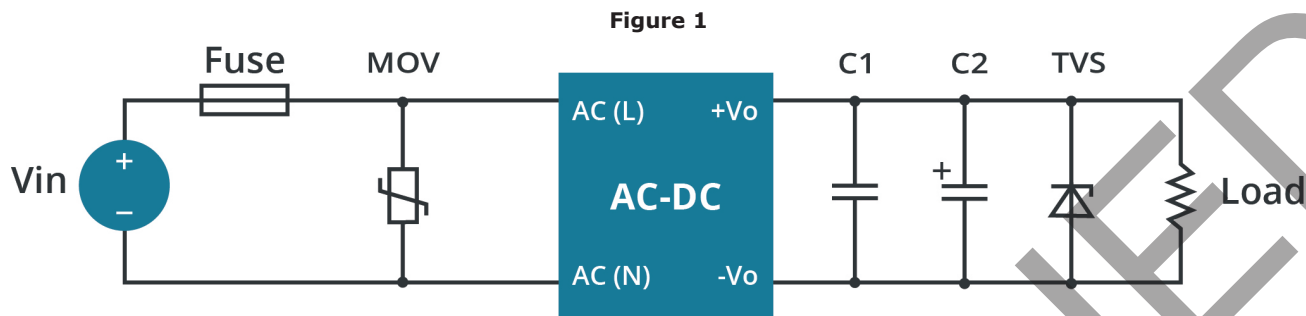 Figure 1
Fuse
MOV
C1
C2
TVS
AC (L)
+Vo
Vin
+
−
AC-DC
+
Load
AC (N)
-Vo